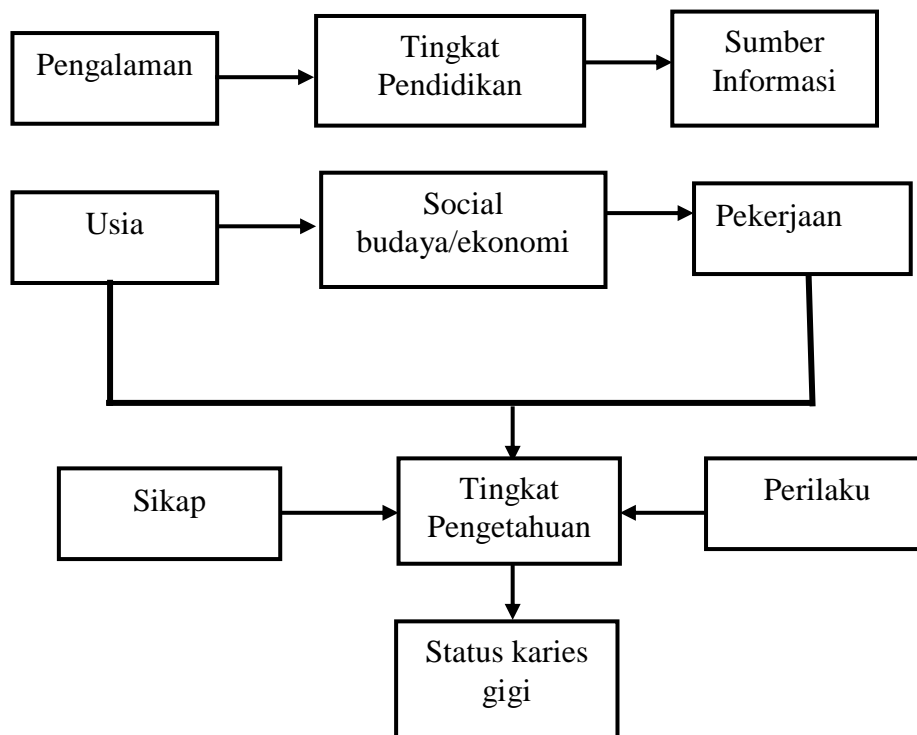 Pengalaman
Tingkat
Pendidikan
Sumber
Informasi
Usia
Social
budaya/ekonomi
Pekerjaan
Sikap
Tingkat
Pengetahuan
Perilaku
Status karies
gigi